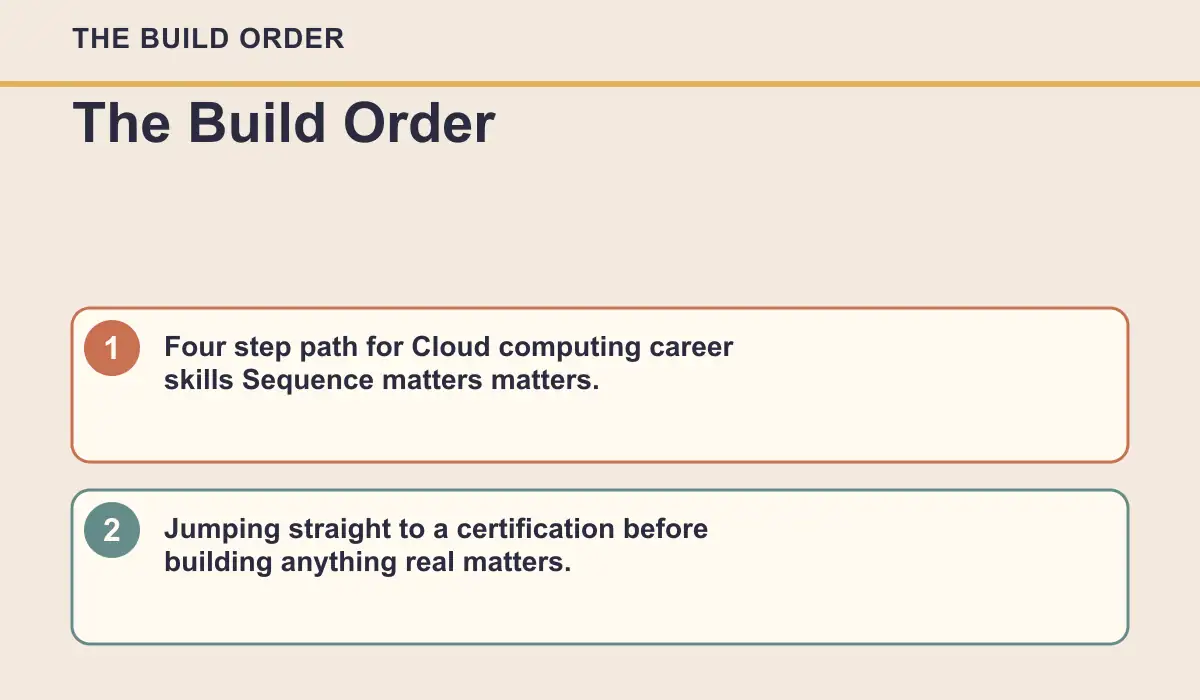 THE BUILD ORDER
The Build Order
1
Four step path for Cloud computing career
skills Sequence matters matters.
2
Jumping straight to a certification before
building anything real matters.